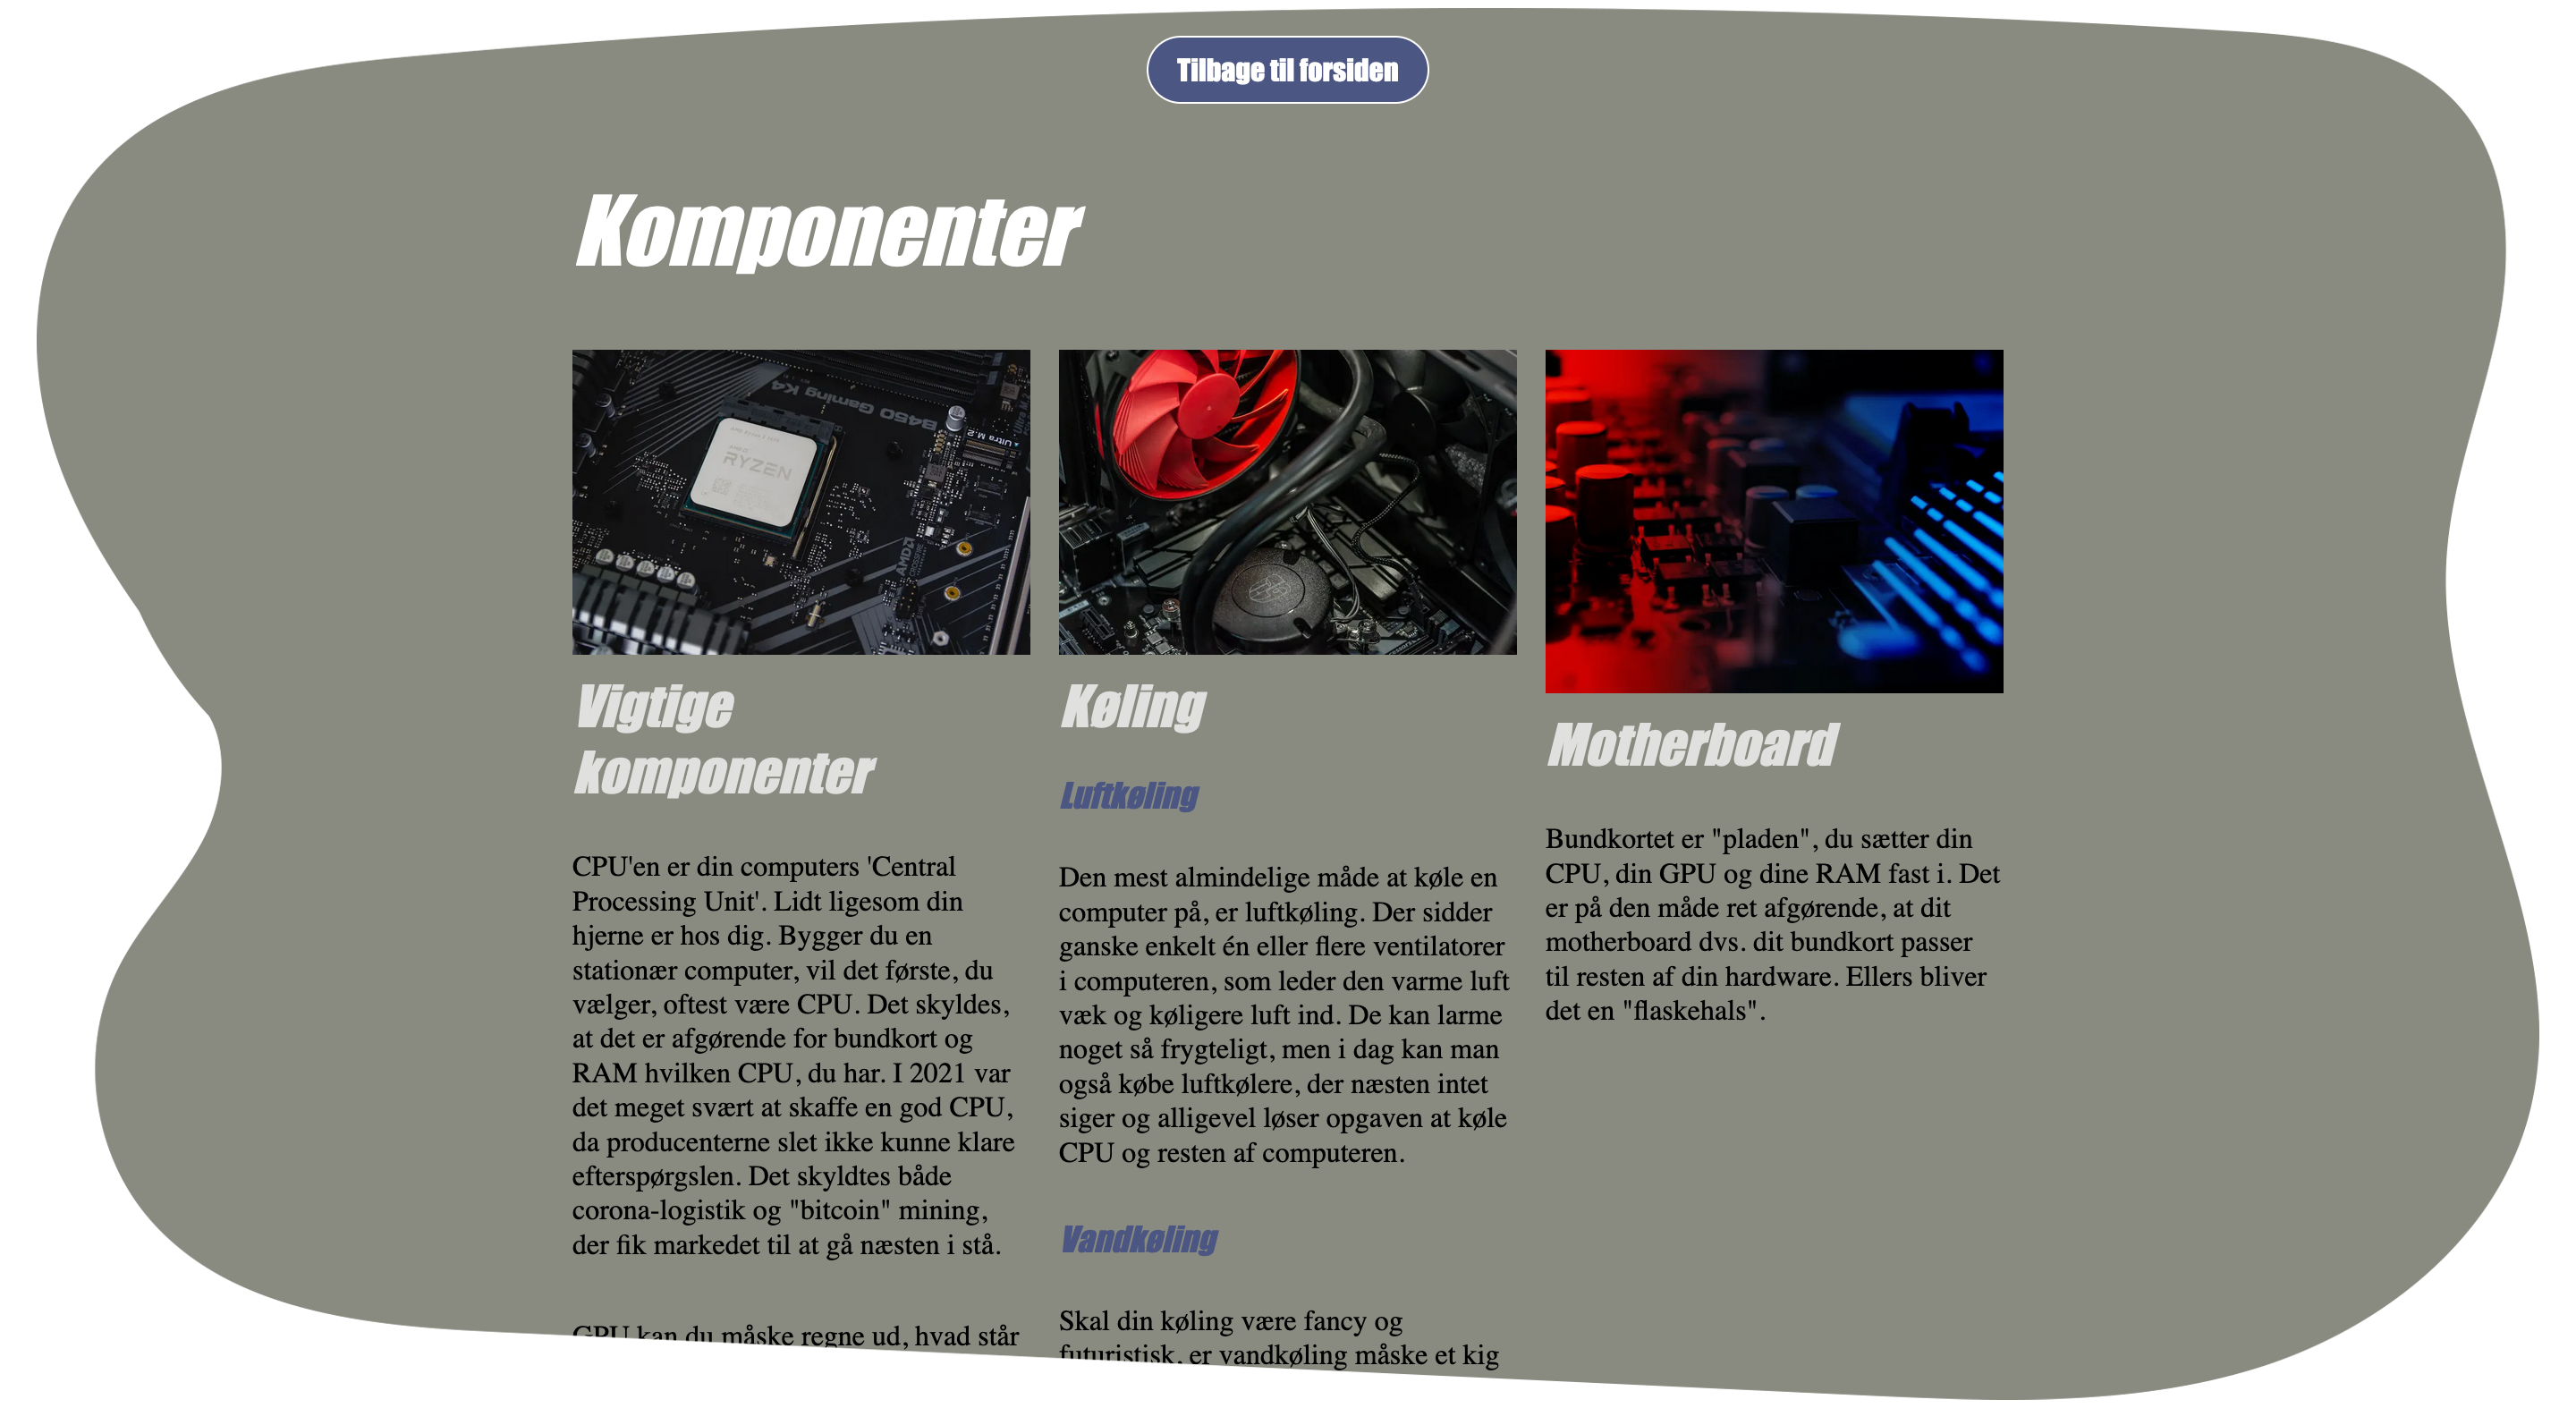 Tilbage til forsiden
Komponenter
B450 Gaming K4
Ultra M.2
RYZEN
AMD
Vigtige
komponenter
CPU'en er din computers 'Central
Processing Unit'. Lidt ligesom din
hjerne er hos dig. Bygger du en
stationær computer, vil det første, du
vælger, oftest være CPU. Det skyldes,
at det er afgørende for bundkort og
RAM hvilken CPU, du har. I 2021 var
det meget svært at skaffe en god CPU,
da producenterne slet ikke kunne klare
efterspørgslen. Det skyldtes både
corona-logistik og "bitcoin" mining,
der fik markedet til at gå næsten i stå.
GPU kan du måske regne ud, hvad står
Køling
Luftkøling
Den mest almindelige måde at køle en
computer på, er luftkøling. Der sidder
ganske enkelt én eller flere ventilatorer
i computeren, som leder den varme luft
væk og køligere luft ind. De kan larme
noget så frygteligt, men i dag kan man
også købe luftkølere, der næsten intet
siger og alligevel løser opgaven at køle
CPU og resten af computeren.
Vandkøling
Skal din køling være fancy og
futuristisk, er vandkøling måske et kig
Motherboard
Bundkortet er "pladen", du sætter din
CPU, din GPU og dine RAM fast i. Det
er på den måde ret afgørende, at dit
motherboard dvs. dit bundkort passer
til resten af din hardware. Ellers bliver
det en "flaskehals".